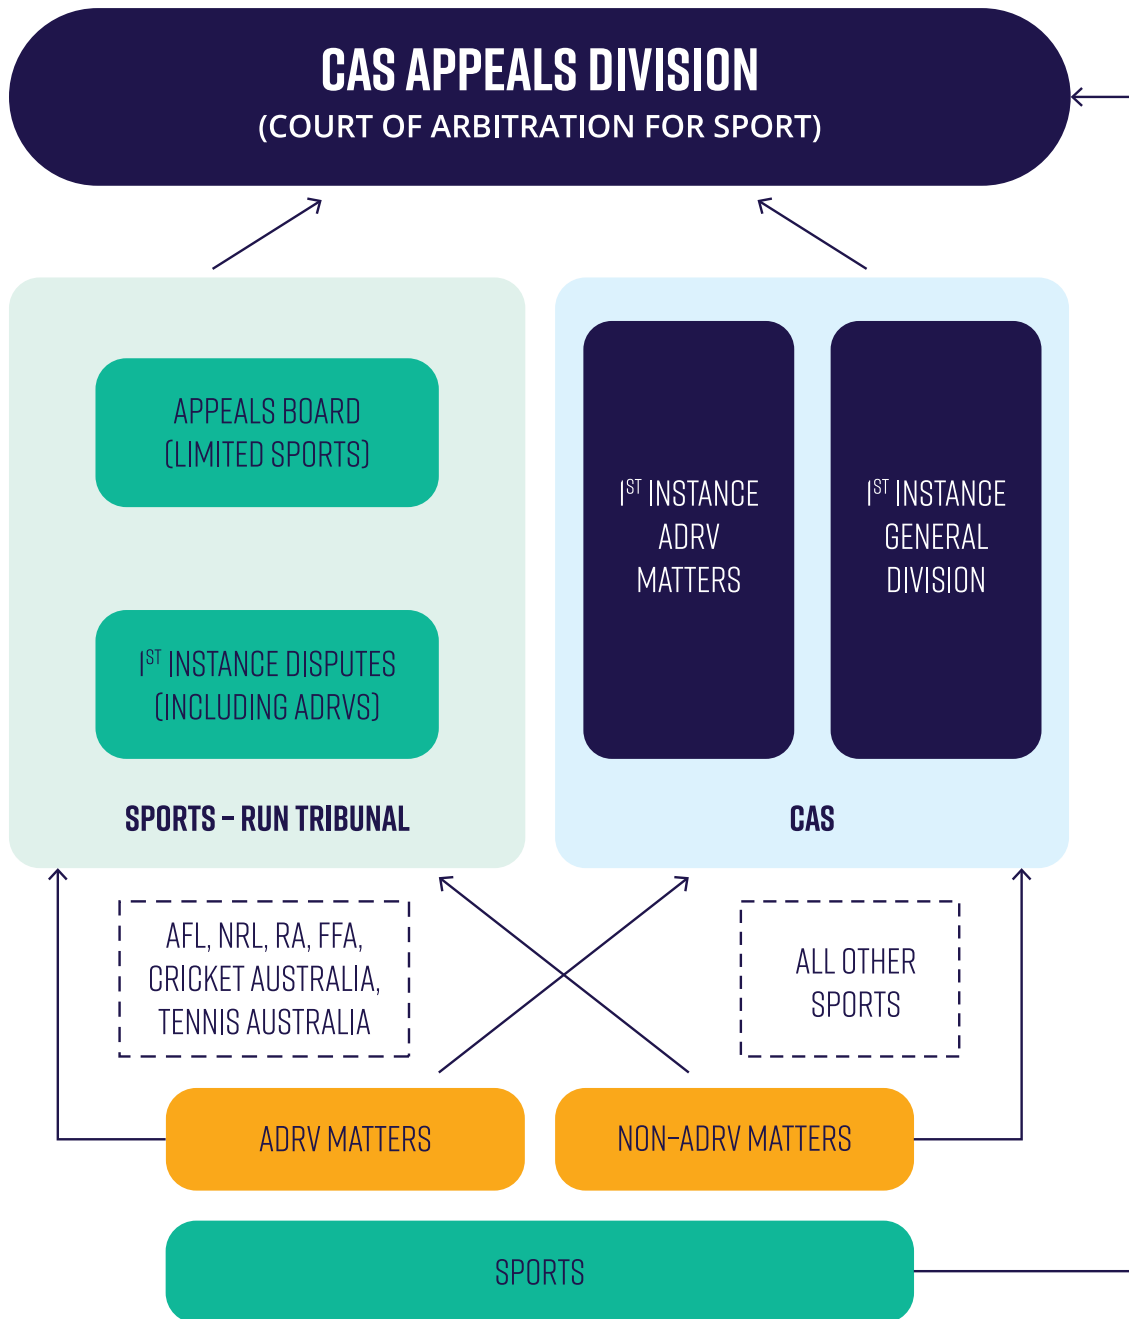 CAS APPEALS DIVISION
(COURT OF ARBITRATION FOR SPORT)
APPEALS BOARD
(LIMITED SPORTS)
1ST INSTANCE DISPUTES
(INCLUDING ADRVS)
SPORTS – RUN TRIBUNAL
1ST INSTANCE
ADRV
MATTERS
1ST INSTANCE
GENERAL
DIVISION
CAS
AFL, NRL, RA, FFA,
CRICKET AUSTRALIA,
TENNIS AUSTRALIA
ALL OTHER
SPORTS
ADRV MATTERS
NON-ADRV MATTERS
SPORTS